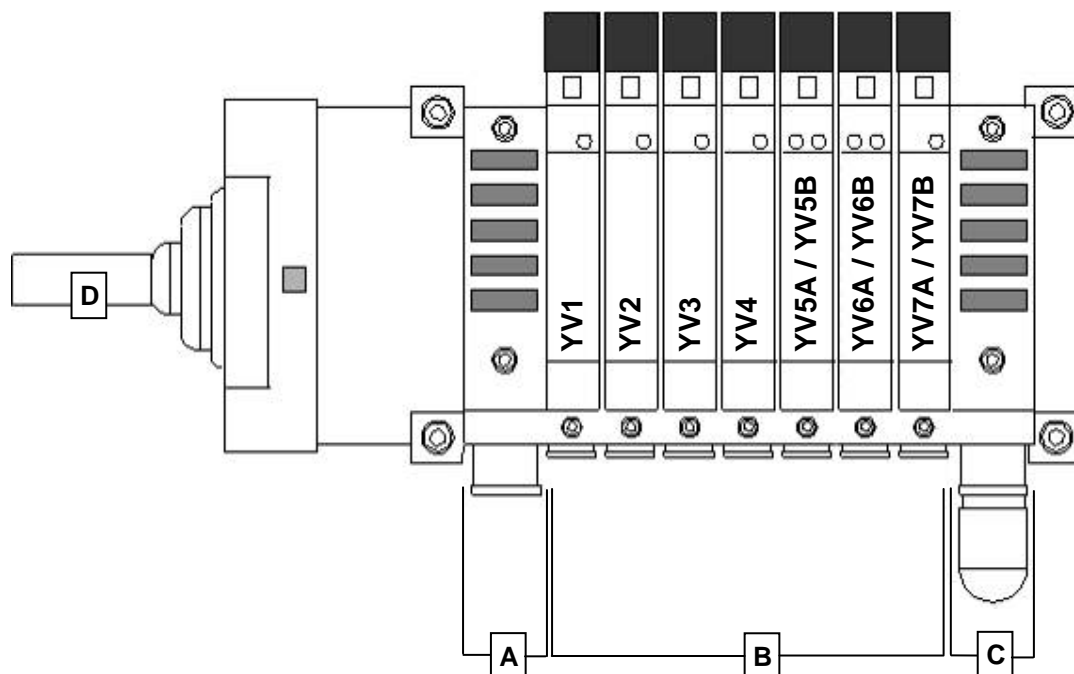 D
YV1
YV2
YV3
YV4
YV5A / YV5B
YV6A / YV6B
YV7A / YV7B
A
B
C